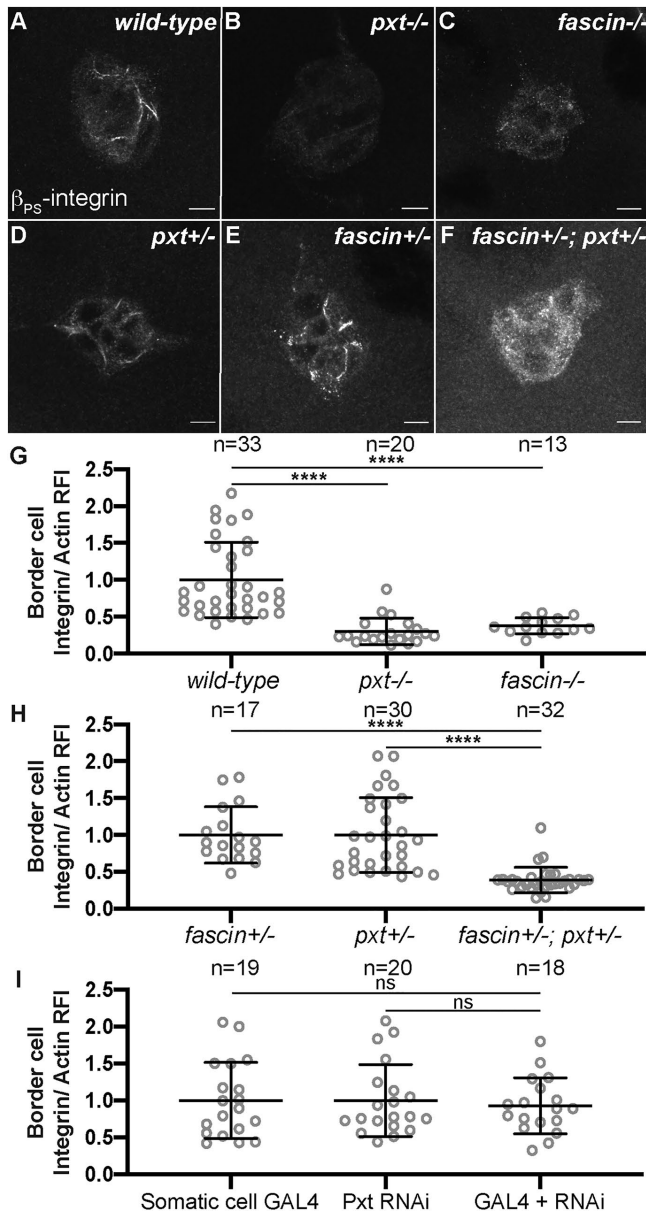 A wild-type
B pxt-/-
C fascin-/-
βPS-integrin
D pxt+/-
E fascin+/-
F fascin+/-; pxt+/-
G
n=33 n=20 n=13
****
****
Border cell
Integrin/ Actin RFI
2.5
2.0
1.5
1.0
0.5
0.0
wild-type pxt-/- fascin-/-
H
n=17 n=30 n=32
****
****
Border cell
Integrin/ Actin RFI
2.5
2.0
1.5
1.0
0.5
0.0
fascin+/- pxt+/- fascin+/-; pxt+/-
I
n=19 n=20 n=18
ns
ns
Border cell
Integrin/ Actin RFI
2.5
2.0
1.5
1.0
0.5
0.0
Somatic cell GAL4 Pxt RNAi GAL4 + RNAi